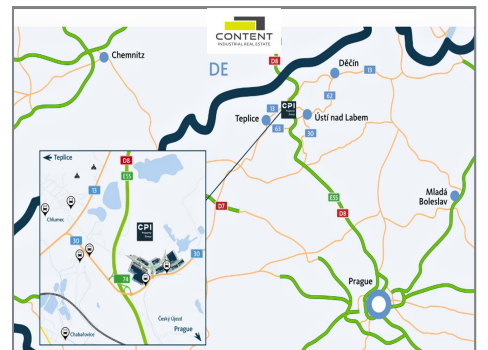 CONTENT
INDUSTRIAL REAL ESTATE
Chemnitz
DE
D8
Děčín
13
62
13
CPI
Teplice
Ústí nad Labem
63
30
Teplice
D8
E55
13
Chlumec
CPI
30
30
74
Český Újezd
Prague
Chabařovice
D7
E55
D8
Mladá
Boleslav
Prague